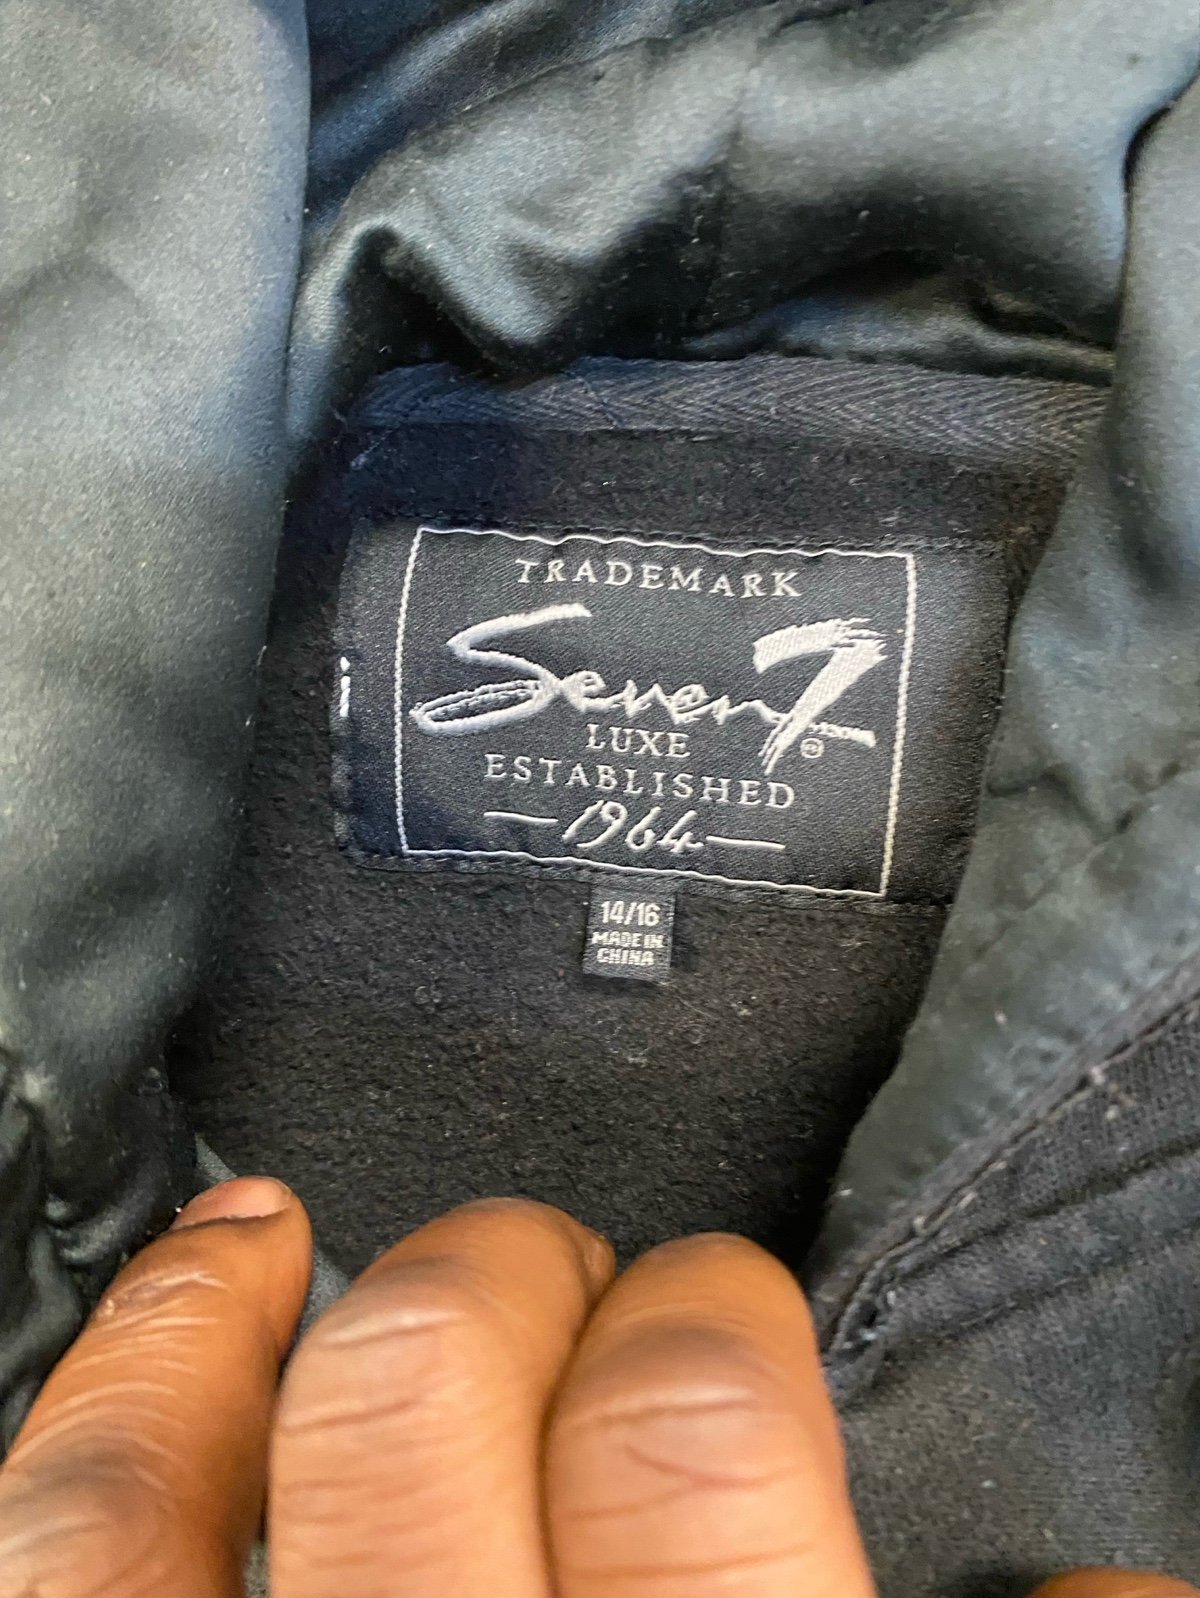 TRADEMARK
Seven7
LUXE
ESTABLISHED
1964
14/16
MADE IN
CHINA